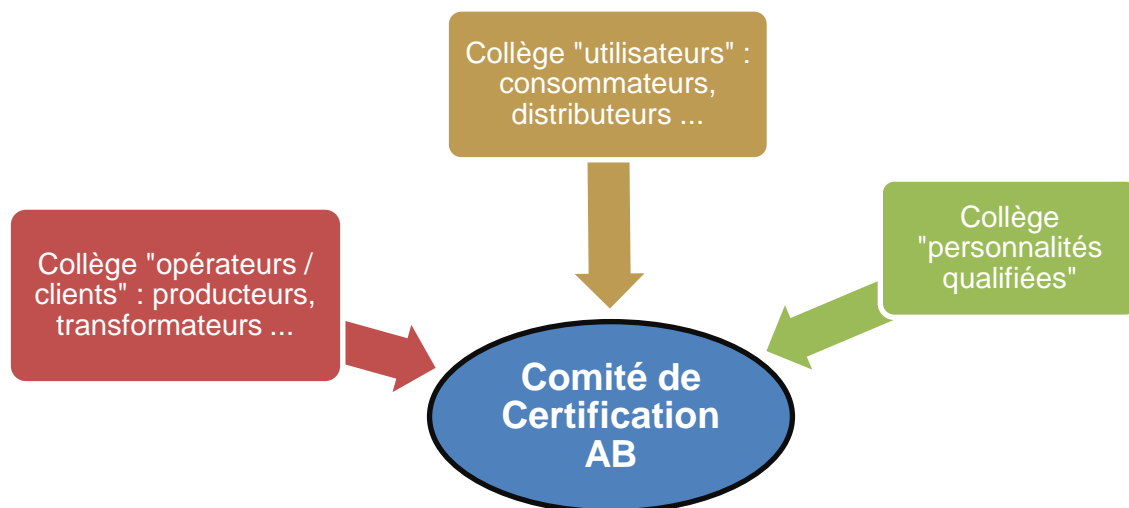 Collège "utilisateurs" :
consommateurs,
distributeurs ...
Collège "opérateurs /
clients" : producteurs,
transformateurs ...
Collège
"personnalités
qualifiées"
Comité de
Certification
AB